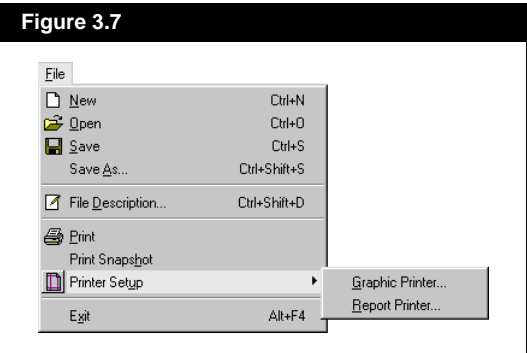 Figure 3.7
File
New Ctrl+N
Open Ctrl+O
Save Ctrl+S
Save As... Ctrl+Shift+S
File Description... Ctrl+Shift+D
Print
Print Snapshot
Printer Setup
Graphic Printer...
Report Printer...
Exit Alt+F4